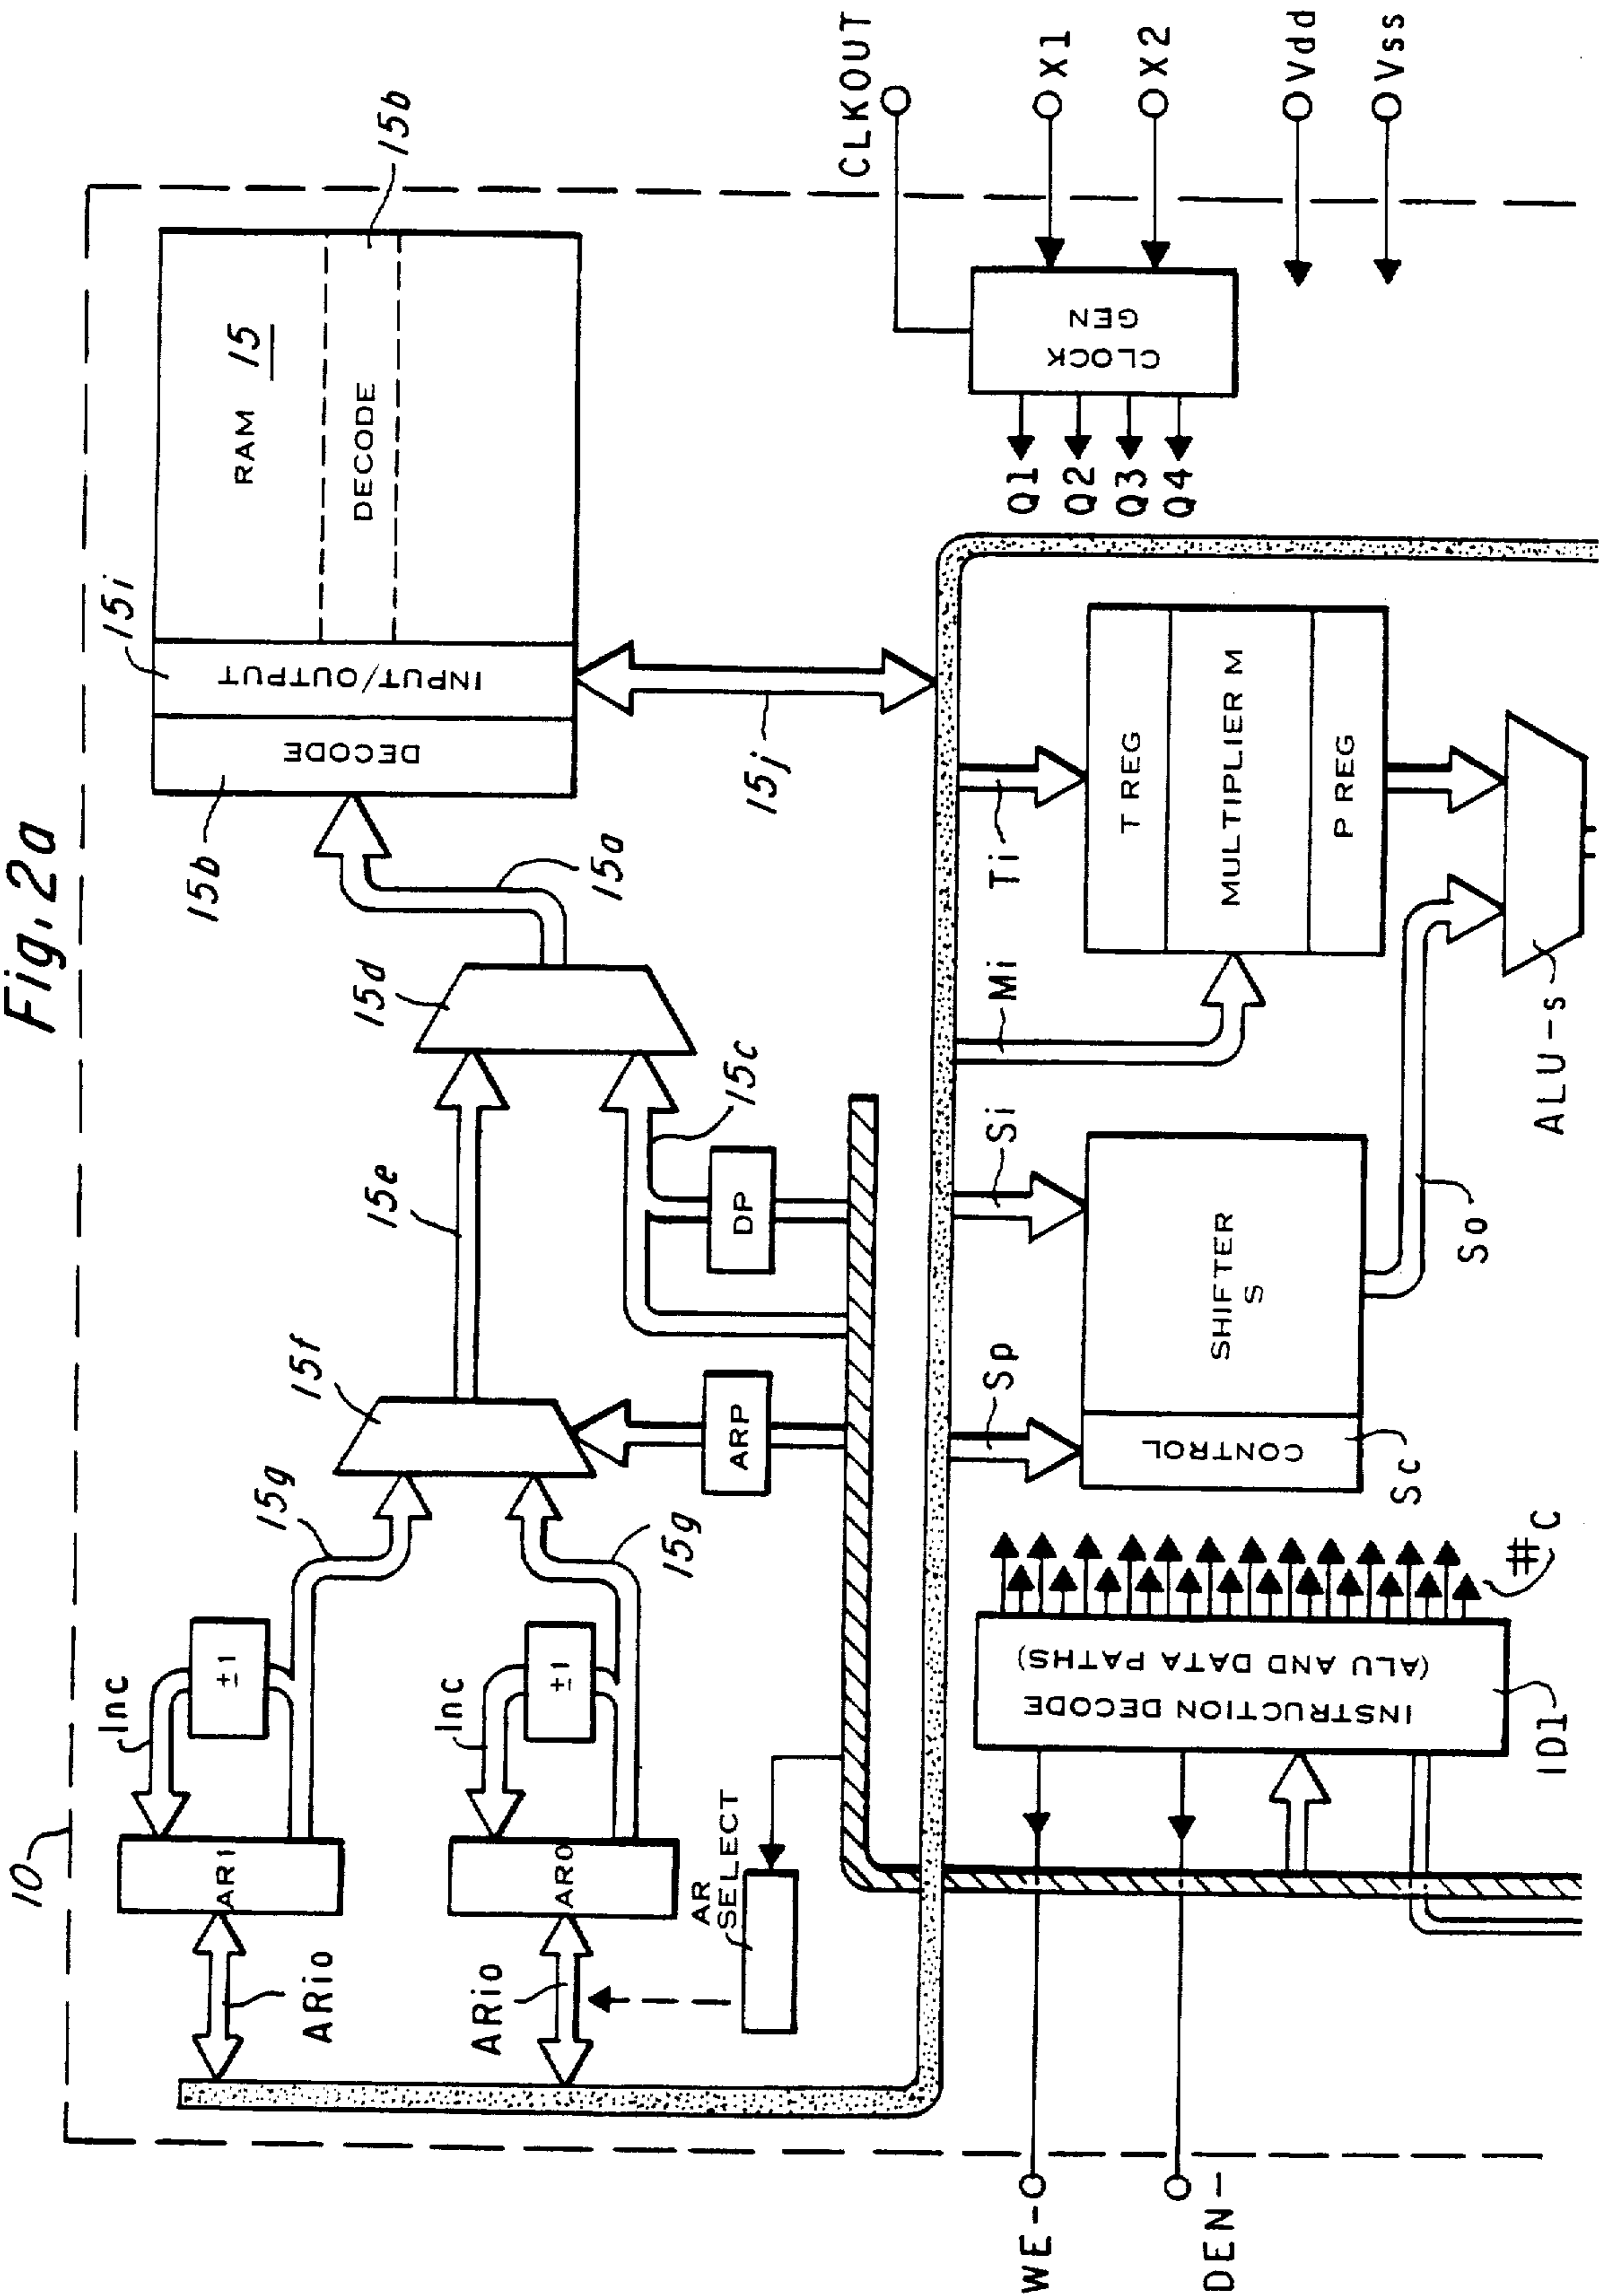 Fig. 2a
10
AR1
ARio
Inc
±1
15g
15f
15e
15d
15a
15b
DECODE
15i
INPUT/OUTPUT
RAM 15
DECODE
15b
AR0
ARio
Inc
±1
15g
ARP
DP
15c
15j
AR
SELECT
CLKOUT
X1
X2
Vdd
Vss
CLOCK
GEN
Q1
Q2
Q3
Q4
WE-
DEN-
INSTRUCTION DECODE
(ALU AND DATA PATHS)
ID1
#C
Sp
Si
Mi
Ti
CONTROL
Sc
SHIFTER
S
So
T REG
MULTIPLIER M
P REG
ALU-s